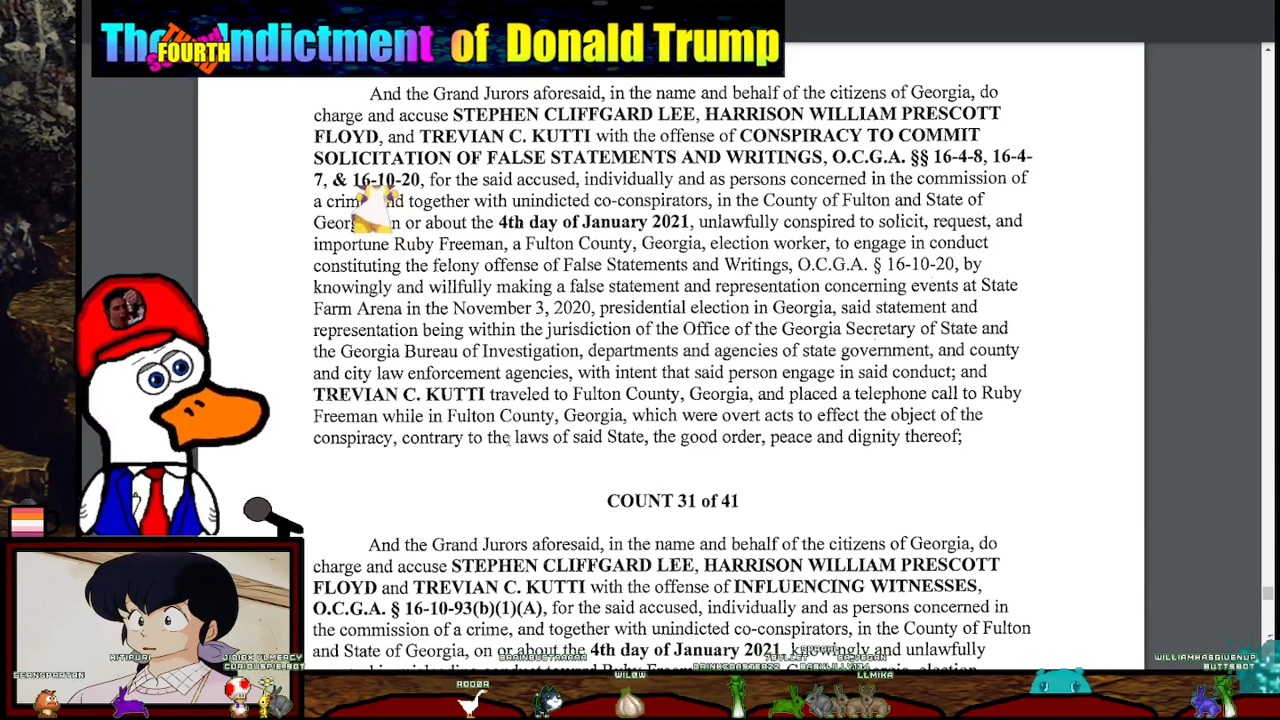 The Indictment of Donald Trump
FOURTH
And the Grand Jurors aforesaid, in the name and behalf of the citizens of Georgia, do
charge and accuse STEPHEN CLIFFGARD LEE, HARRISON WILLIAM PRESCOTT
FLOYD, and TREVIAN C. KUTTI with the offense of CONSPIRACY TO COMMIT
SOLICITATION OF FALSE STATEMENTS AND WRITINGS, O.C.G.A. §§ 16-4-8, 16-4-
7, & 16-10-20, for the said accused, individually and as persons concerned in the commission of
a crim nd together with unindicted co-conspirators, in the County of Fulton and State of
Georg n or about the 4th day of January 2021, unlawfully conspired to solicit, request, and
importune Ruby Freeman, a Fulton County, Georgia, election worker, to engage in conduct
constituting the felony offense of False Statements and Writings, O.C.G.A. § 16-10-20, by
knowingly and willfully making a false statement and representation concerning events at State
Farm Arena in the November 3, 2020, presidential election in Georgia, said statement and
representation being within the jurisdiction of the Office of the Georgia Secretary of State and
the Georgia Bureau of Investigation, departments and agencies of state government, and county
and city law enforcement agencies, with intent that said person engage in said conduct; and
TREVIAN C. KUTTI traveled to Fulton County, Georgia, and placed a telephone call to Ruby
Freeman while in Fulton County, Georgia, which were overt acts to effect the object of the
conspiracy, contrary to the laws of said State, the good order, peace and dignity thereof;
COUNT 31 of 41
And the Grand Jurors aforesaid, in the name and behalf of the citizens of Georgia, do
charge and accuse STEPHEN CLIFFGARD LEE, HARRISON WILLIAM PRESCOTT
FLOYD and TREVIAN C. KUTTI with the offense of INFLUENCING WITNESSES,
O.C.G.A. § 16-10-93(b)(1)(A), for the said accused, individually and as persons concerned in
the commission of a crime, and together with unindicted co-conspirators, in the County of Fulton
and State of Georgia, on or about the 4th day of January 2021, knowingly and unlawfully
KITIPURI
SEANSPARTAN
CURIOUSPIEBOT
BRAINBUSTAAAAA
WILLIAMHASGIVENUP
BUTTSBOT
WILOW
LLMIKA